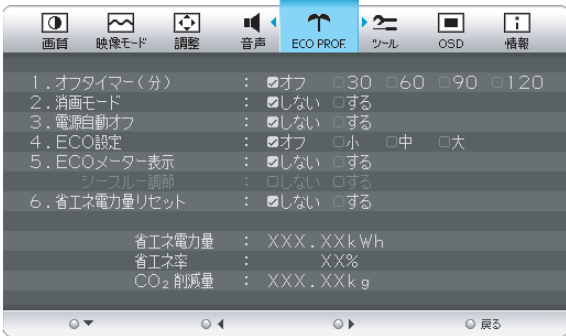 画質 映像モード 調整 音声 ECO PROF. ツール OSD 情報
1.オフタイマー(分) : ☑オフ □30 □60 □90 □120
2.消画モード : ☑しない □する
3.電源自動オフ : ☑しない □する
4.ECO設定 : ☑オフ □小 □中 □大
5.ECOメーター表示 : ☑しない □する
シースルー調節 : □しない □する
6.省エネ電力量リセット : ☑しない □する
省エネ電力量 : XXX.XXkWh
省エネ率 : XX%
CO₂削減量 : XXX.XXkg
○▼ ○◀ ○▶ ○戻る